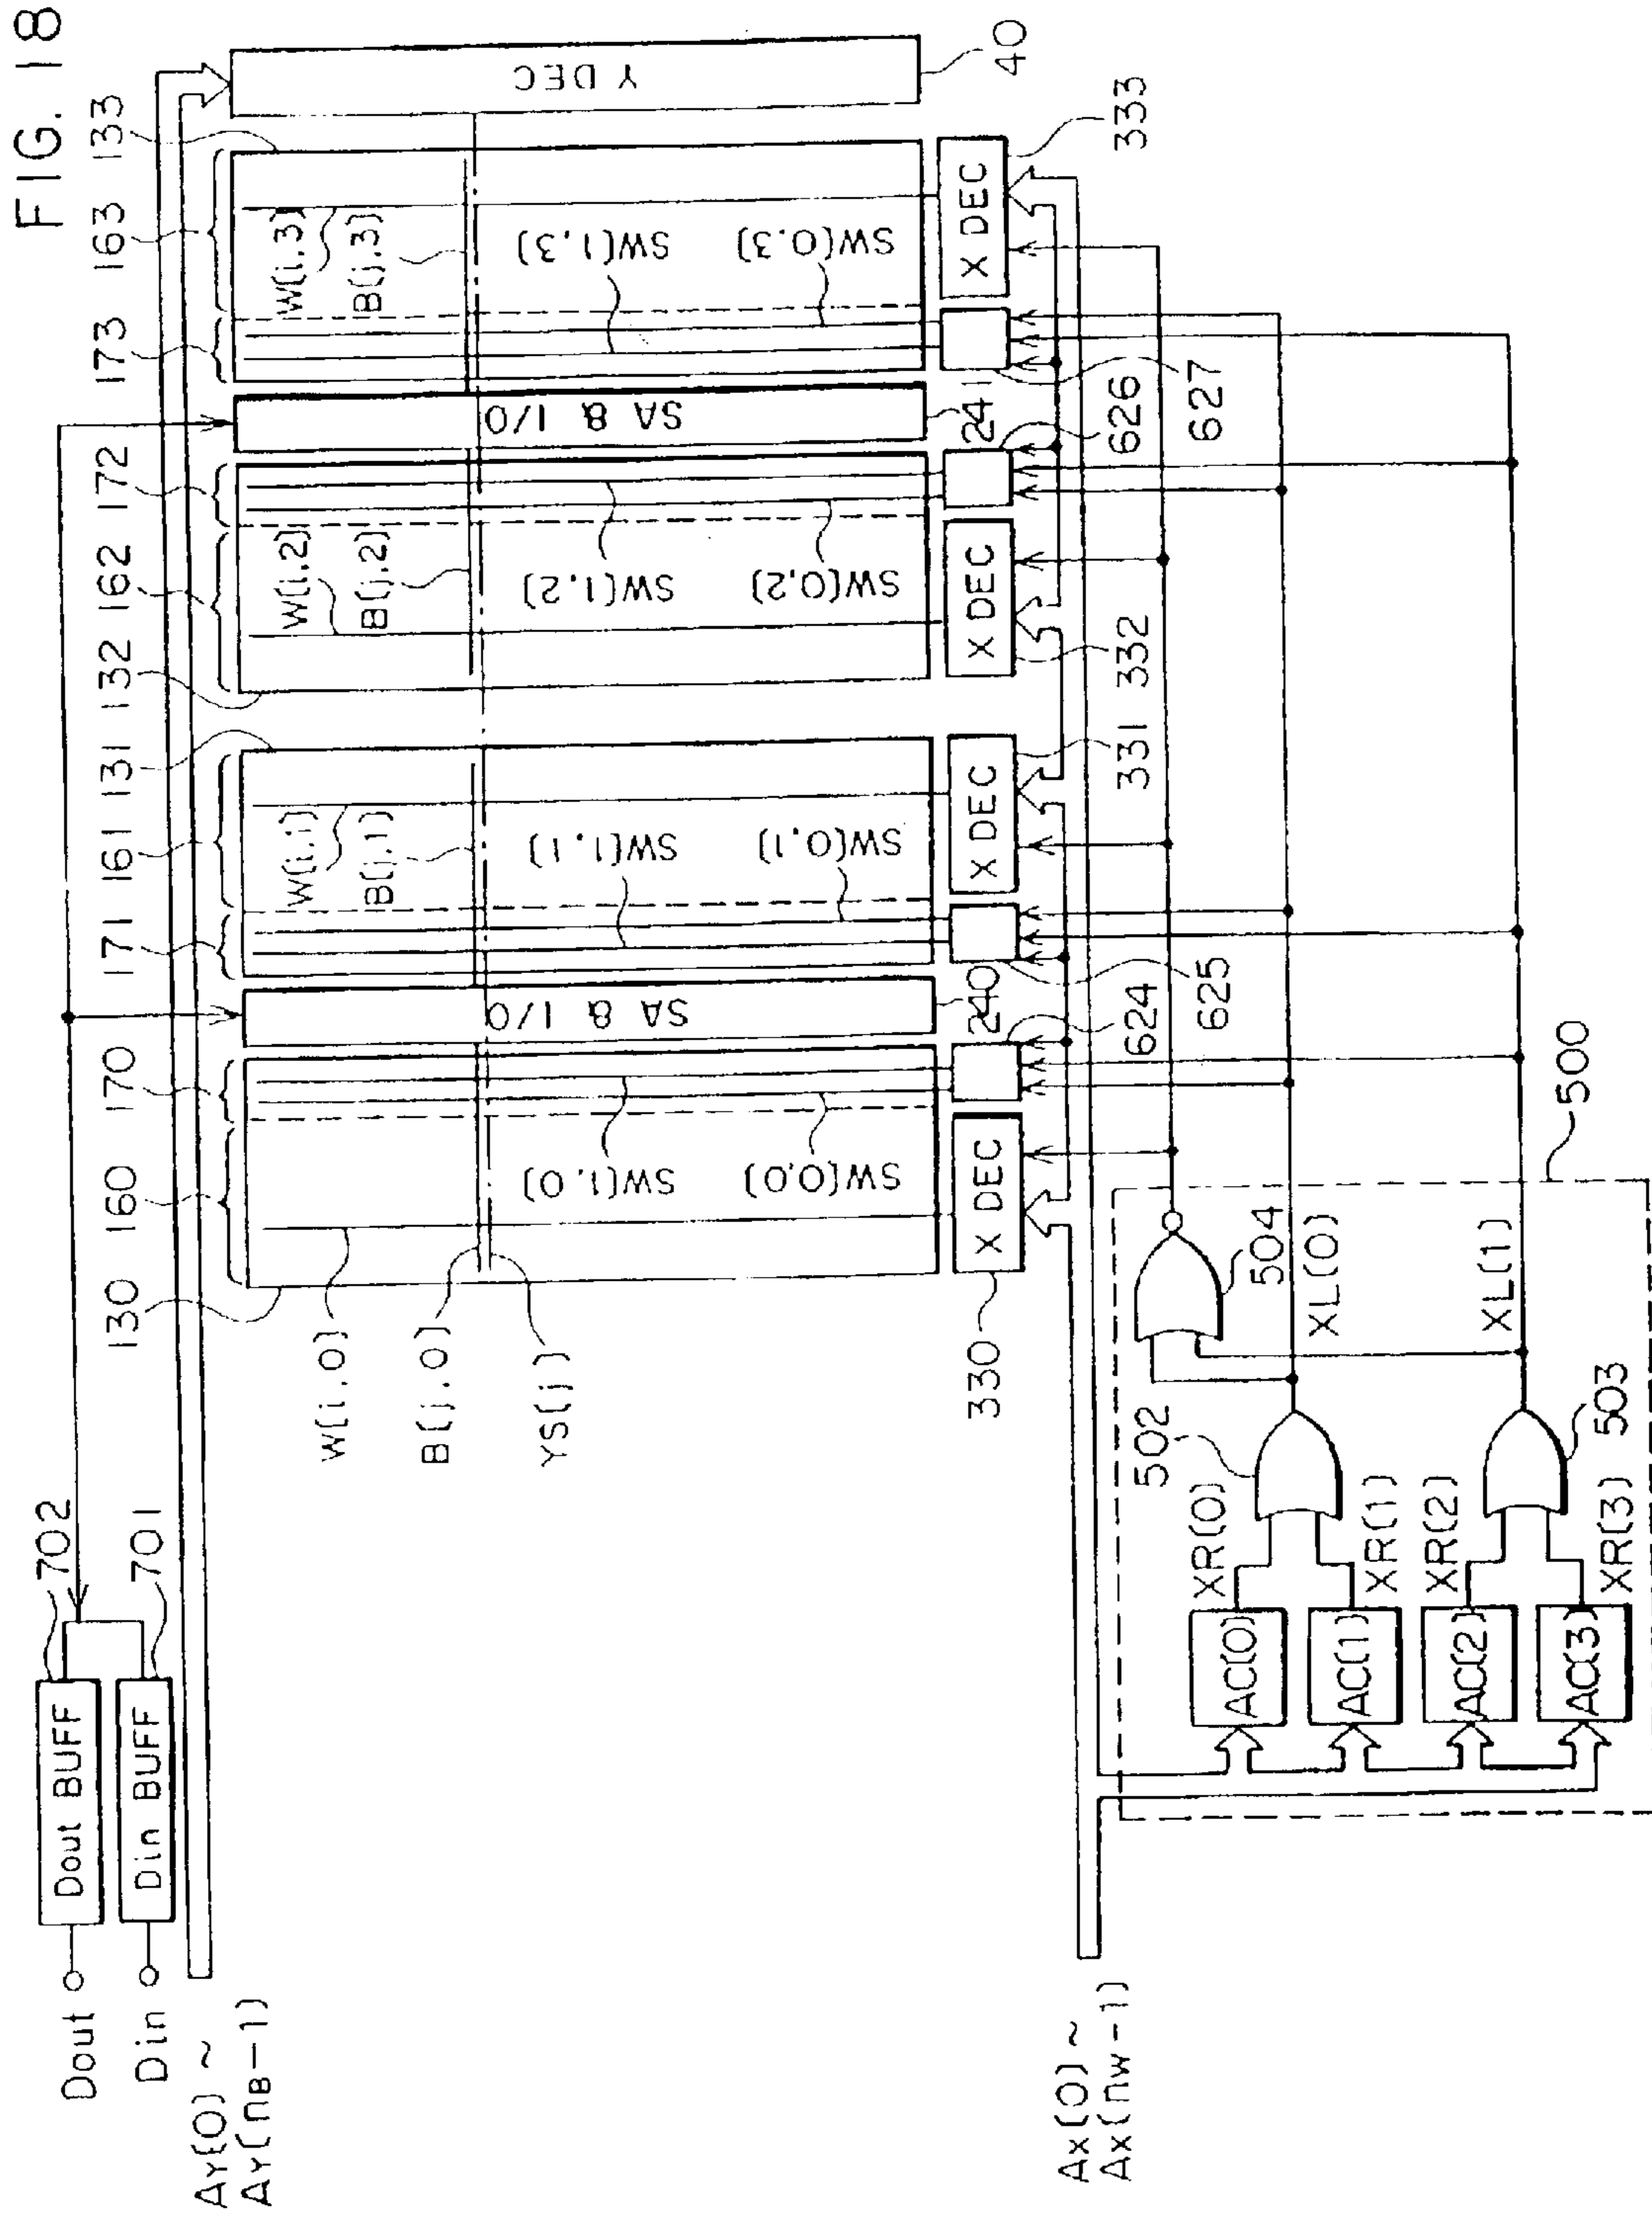 FIG. 18
Dout
Dout BUFF
702
Din
Din BUFF
701
AY(0) ~
AY(nB-1)
130
160
170
171
161
131
132
162
172
173
163
133
W(i,0)
B(j,0)
YS(j)
SW(1,0)
SW(0,0)
SA & I/O
240
W(i,1)
B(j,1)
SW(1,1)
SW(0,1)
W(i,2)
B(j,2)
SW(1,2)
SW(0,2)
SA & I/O
241
W(i,3)
B(j,3)
SW(1,3)
SW(0,3)
Y DEC
40
330
X DEC
624
625
X DEC
331
X DEC
332
626
627
X DEC
333
AX(0) ~
AX(nW-1)
500
AC(0)
XR(0)
AC(1)
XR(1)
AC(2)
XR(2)
AC(3)
XR(3)
502
503
504
XL(0)
XL(1)